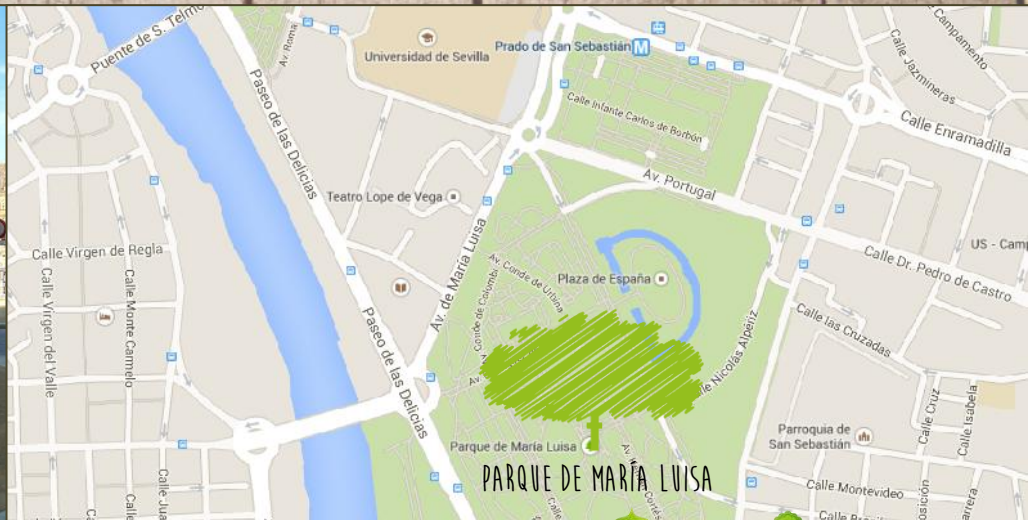 Puente de S. Telmo
Av. Roma
Universidad de Sevilla
Prado de San Sebastián
M
Campamento
Calle Jazmineras
Paseo de las Delicias
Calle Infante Carlos de Borbón
Calle Enramadilla
Av. Portugal
Teatro Lope de Vega
Calle Virgen de Regla
Av. de María Luisa
Av. Conde de Urbina
Plaza de España
Calle Dr. Pedro de Castro
US - Camp
Calle Virgen del Valle
Calle Monte Carmelo
Conde de Colombi
Calle las Cruzadas
Paseo de las Delicias
Av.
le Nicolás Alpériz
Calle Cruz
Calle Isabela
Parque de María Luisa
Parroquia de
San Sebastián
PARQUE DE MARÍA LUISA
Calle Montevideo
Calle